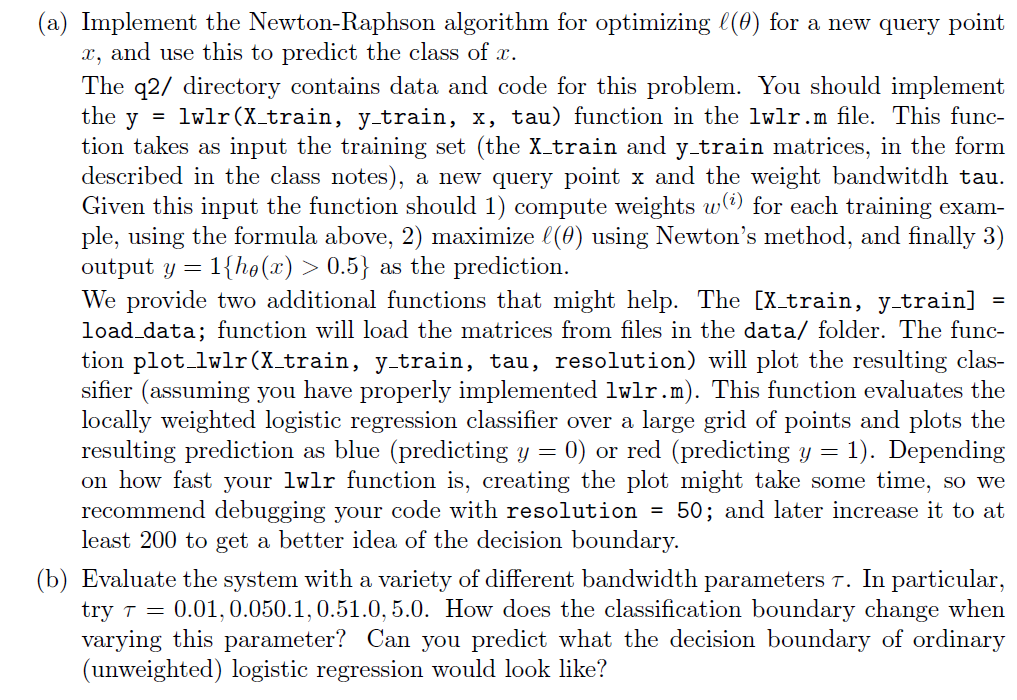 (a) Implement the Newton-Raphson algorithm for optimizing ℓ(θ) for a new query point
x, and use this to predict the class of x.
The q2/ directory contains data and code for this problem. You should implement
the y = lwlr(X_train, y_train, x, tau) function in the lwlr.m file. This func-
tion takes as input the training set (the X_train and y_train matrices, in the form
described in the class notes), a new query point x and the weight bandwitdh tau.
Given this input the function should 1) compute weights w⁽ⁱ⁾ for each training exam-
ple, using the formula above, 2) maximize ℓ(θ) using Newton's method, and finally 3)
output y = 1{hθ(x) > 0.5} as the prediction.
We provide two additional functions that might help. The [X_train, y_train] =
load_data; function will load the matrices from files in the data/ folder. The func-
tion plot_lwlr(X_train, y_train, tau, resolution) will plot the resulting clas-
sifier (assuming you have properly implemented lwlr.m). This function evaluates the
locally weighted logistic regression classifier over a large grid of points and plots the
resulting prediction as blue (predicting y = 0) or red (predicting y = 1). Depending
on how fast your lwlr function is, creating the plot might take some time, so we
recommend debugging your code with resolution = 50; and later increase it to at
least 200 to get a better idea of the decision boundary.
(b) Evaluate the system with a variety of different bandwidth parameters τ. In particular,
try τ = 0.01, 0.050.1, 0.51.0, 5.0. How does the classification boundary change when
varying this parameter? Can you predict what the decision boundary of ordinary
(unweighted) logistic regression would look like?